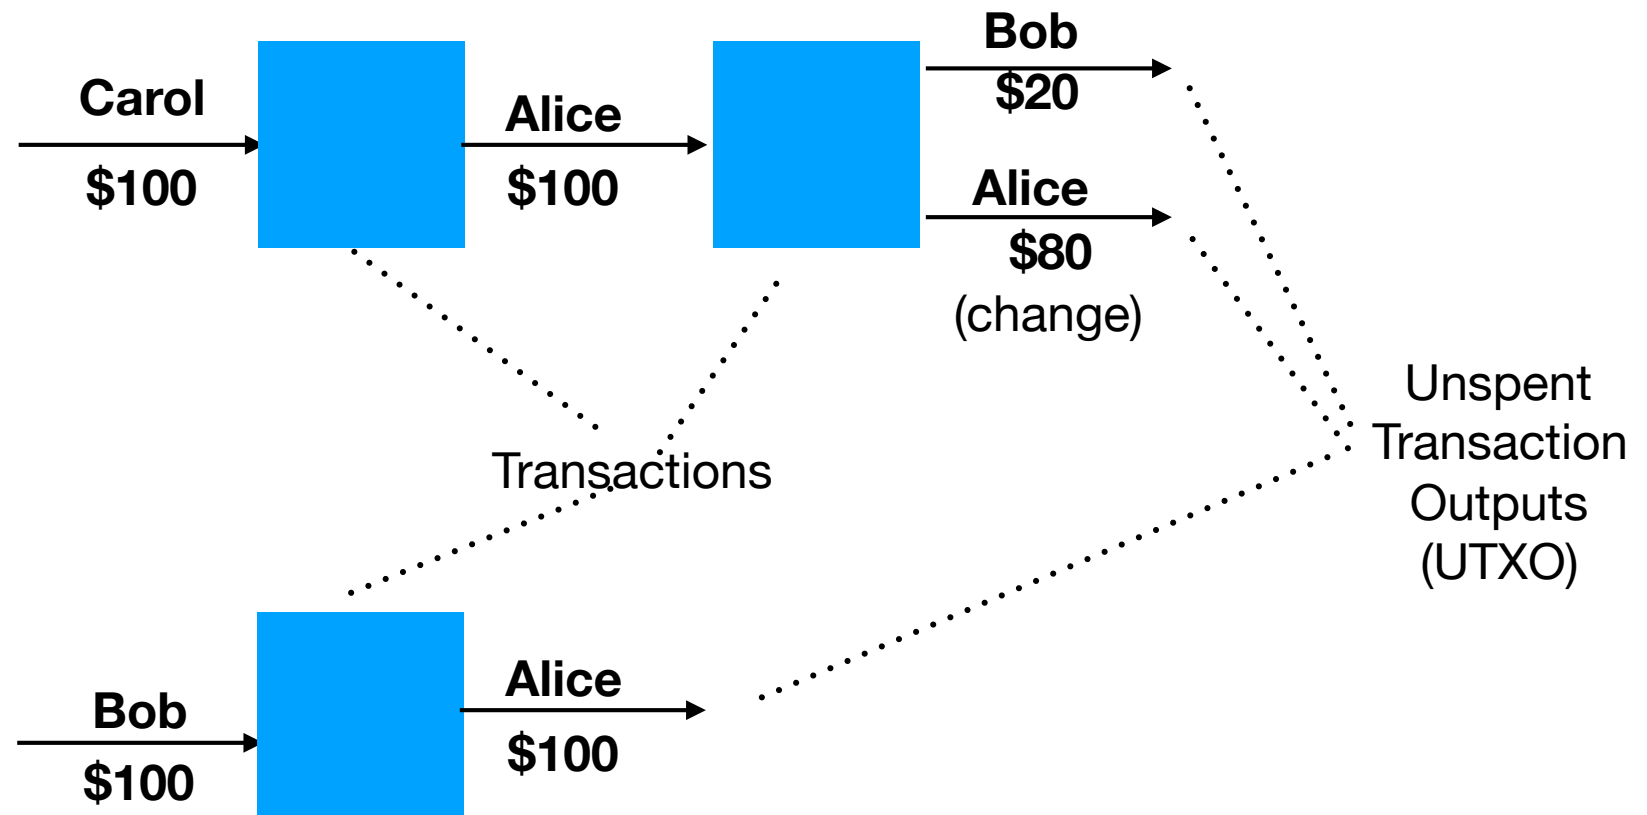 Bob
$20
Carol
$100
Alice
$100
Alice
$80
(change)
Unspent
Transaction
Outputs
(UTXO)
Transactions
Bob
$100
Alice
$100